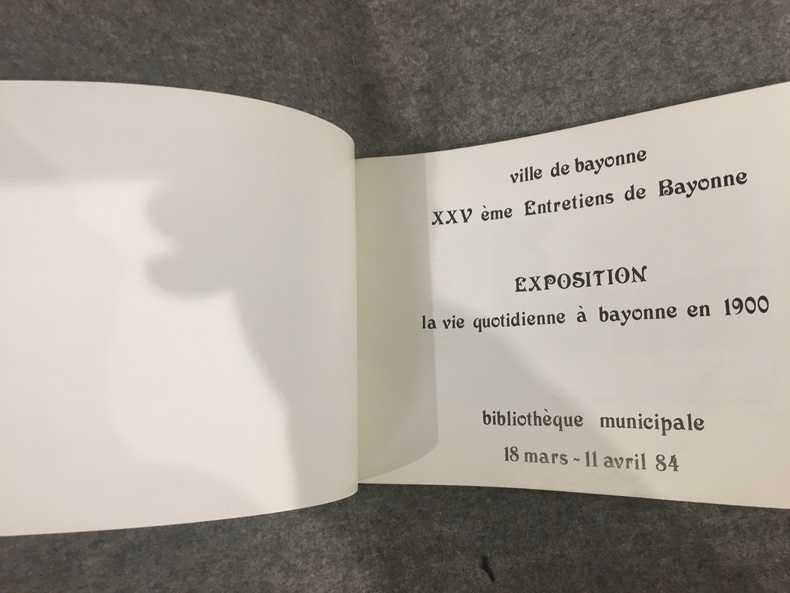 ville de bayonne
XXV ème Entretiens de Bayonne
EXPOSITION
la vie quotidienne à bayonne en 1900
bibliothèque municipale
18 mars ~ 11 avril 84